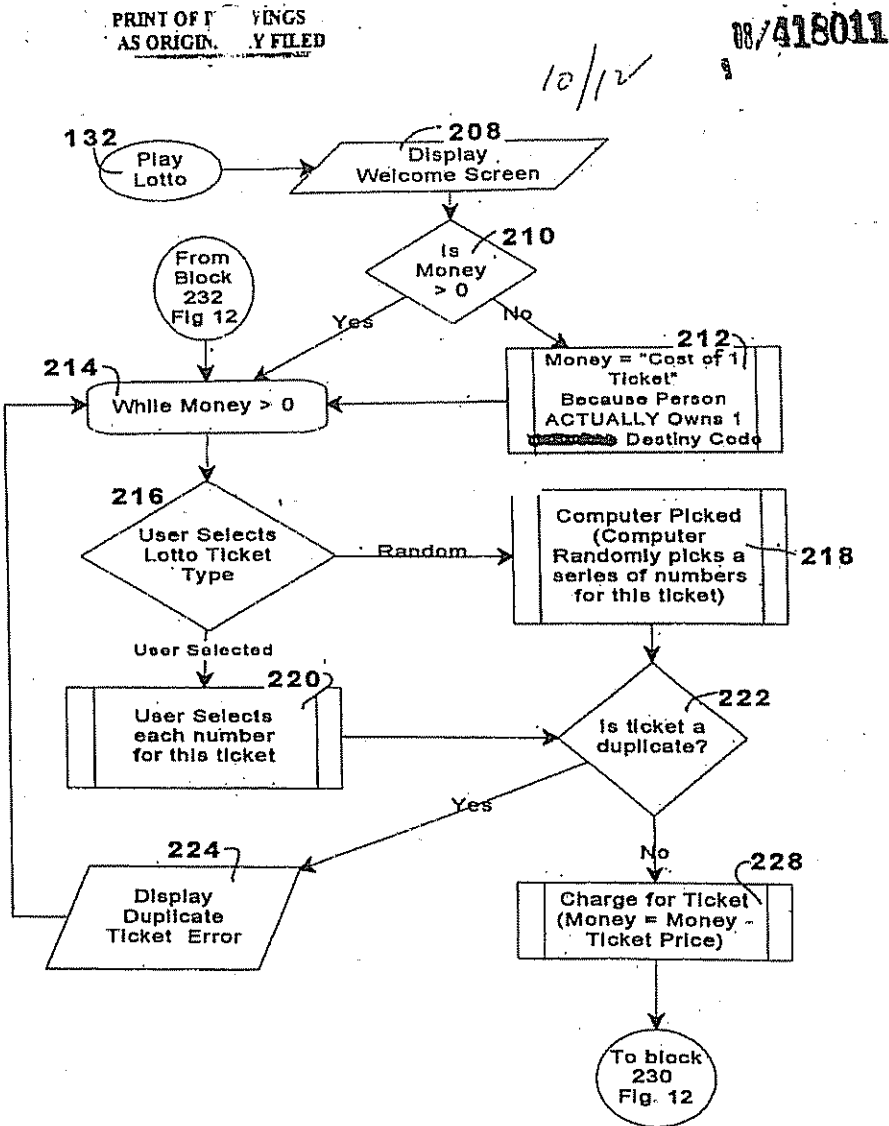 PRINT OF
INGS
AS ORIGIN
Y FILED
/418011
10/12
132
Play
Lotto
208
Display
Welcome Screen
210
Is
Money
> 0
From
Block
232
Fig 12
Yes
No
212
Money = "Cost of 1
Ticket"
Because Person
ACTUALLY Owns 1
Destiny Code
214
While Money > 0
216
User Selects
Lotto Ticket
Type
Random
Computer Picked
(Computer
Randomly picks a
series of numbers
for this ticket)
218
User Selected
220
User Selects
each number
for this ticket
222
Is ticket a
duplicate?
Yes
No
224
Display
Duplicate
Ticket Error
228
Charge for Ticket
(Money = Money -
Ticket Price)
To block
230
Fig. 12